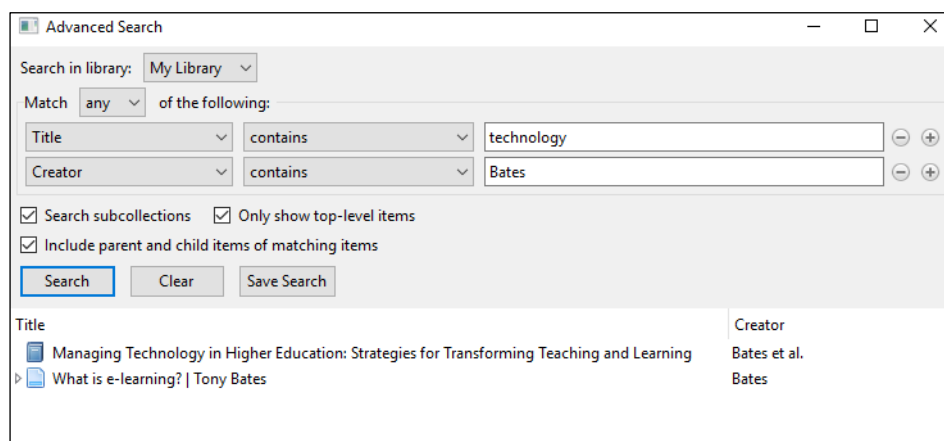 Advanced Search
Search in library: My Library
Match any of the following:
Title contains technology
Creator contains Bates
Search subcollections Only show top-level items
Include parent and child items of matching items
Search Clear Save Search
Title Creator
Managing Technology in Higher Education: Strategies for Transforming Teaching and Learning Bates et al.
What is e-learning? | Tony Bates Bates